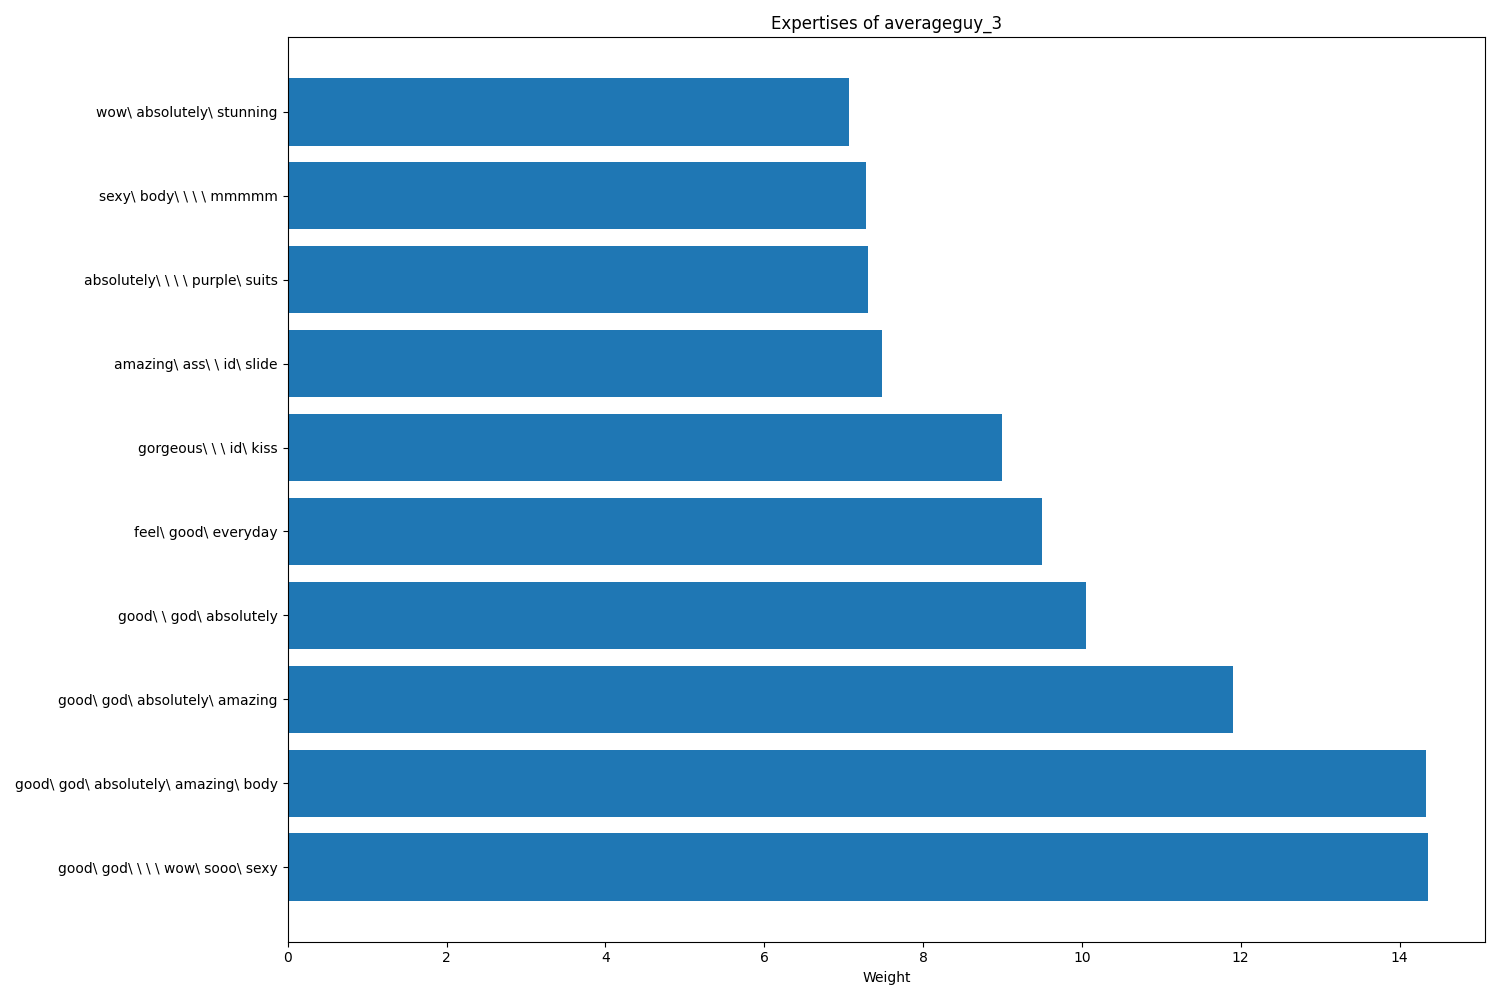 Expertises of averageguy_3
wow\ absolutely\ stunning
sexy\ body\ \ \ \ mmmmm
absolutely\ \ \ \ purple\ suits
amazing\ ass\ \ id\ slide
gorgeous\ \ \ id\ kiss
feel\ good\ everyday
good\ \ god\ absolutely
good\ god\ absolutely\ amazing
good\ god\ absolutely\ amazing\ body
good\ god\ \ \ \ wow\ sooo\ sexy
0 2 4 6 8 10 12 14
Weight